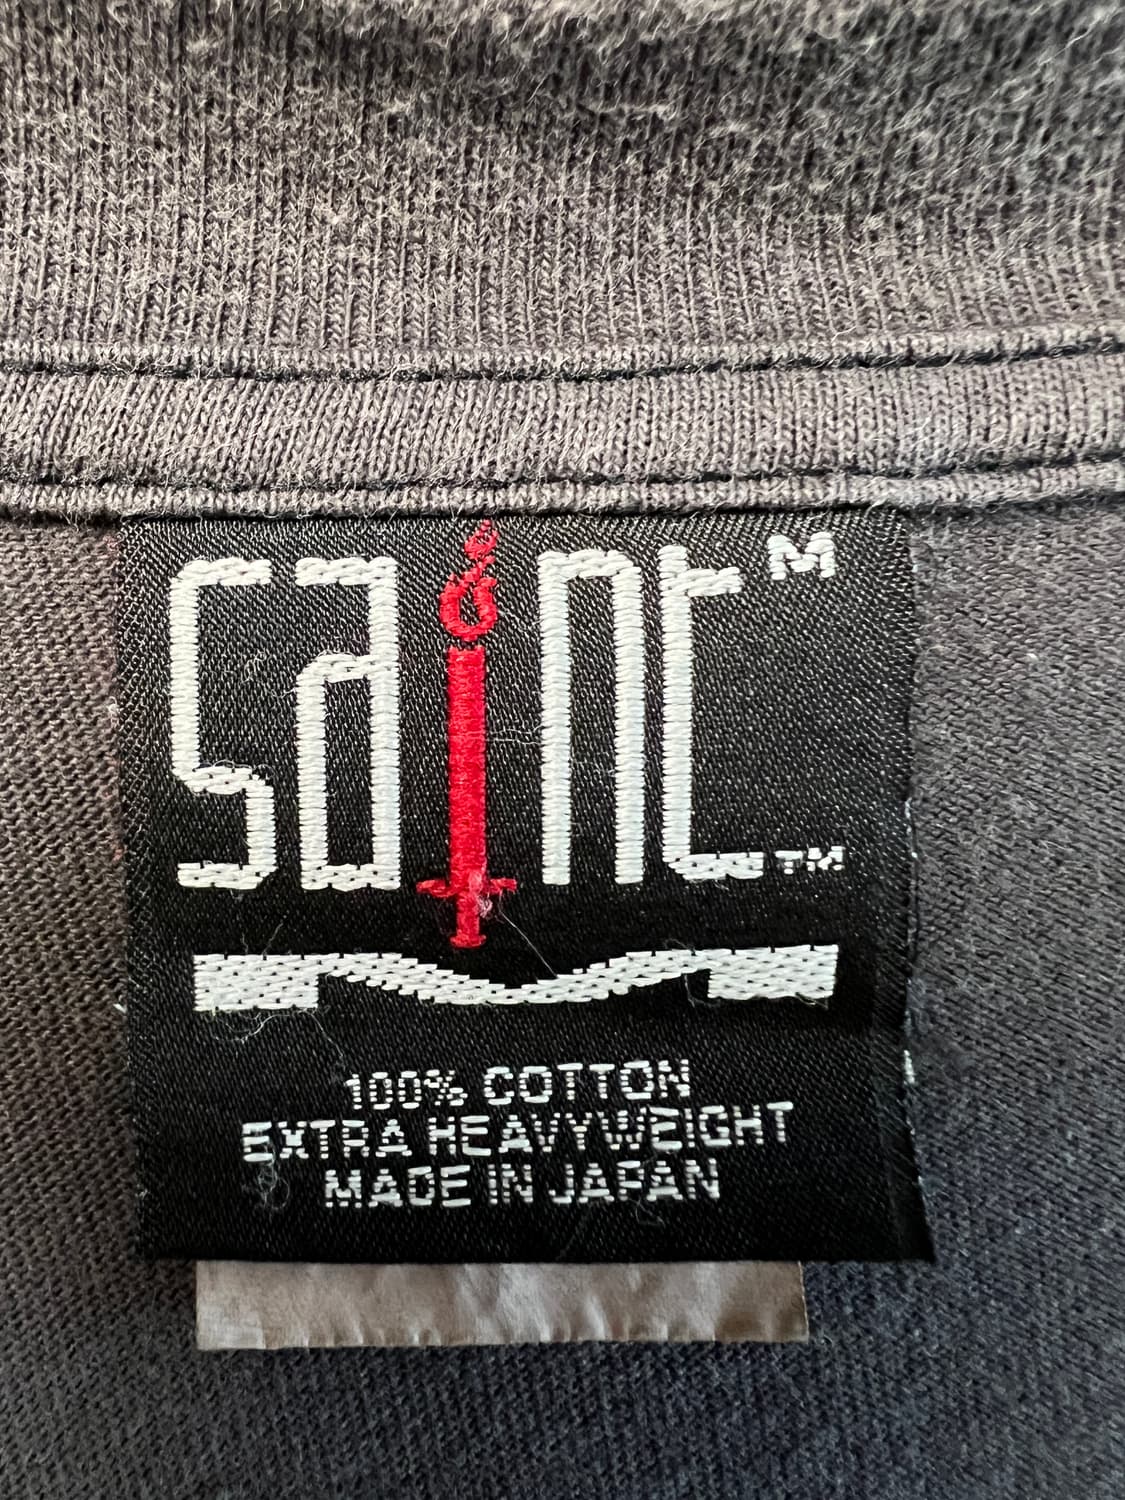 saint M
TM
100% COTTON
EXTRA HEAVYWEIGHT
MADE IN JAPAN